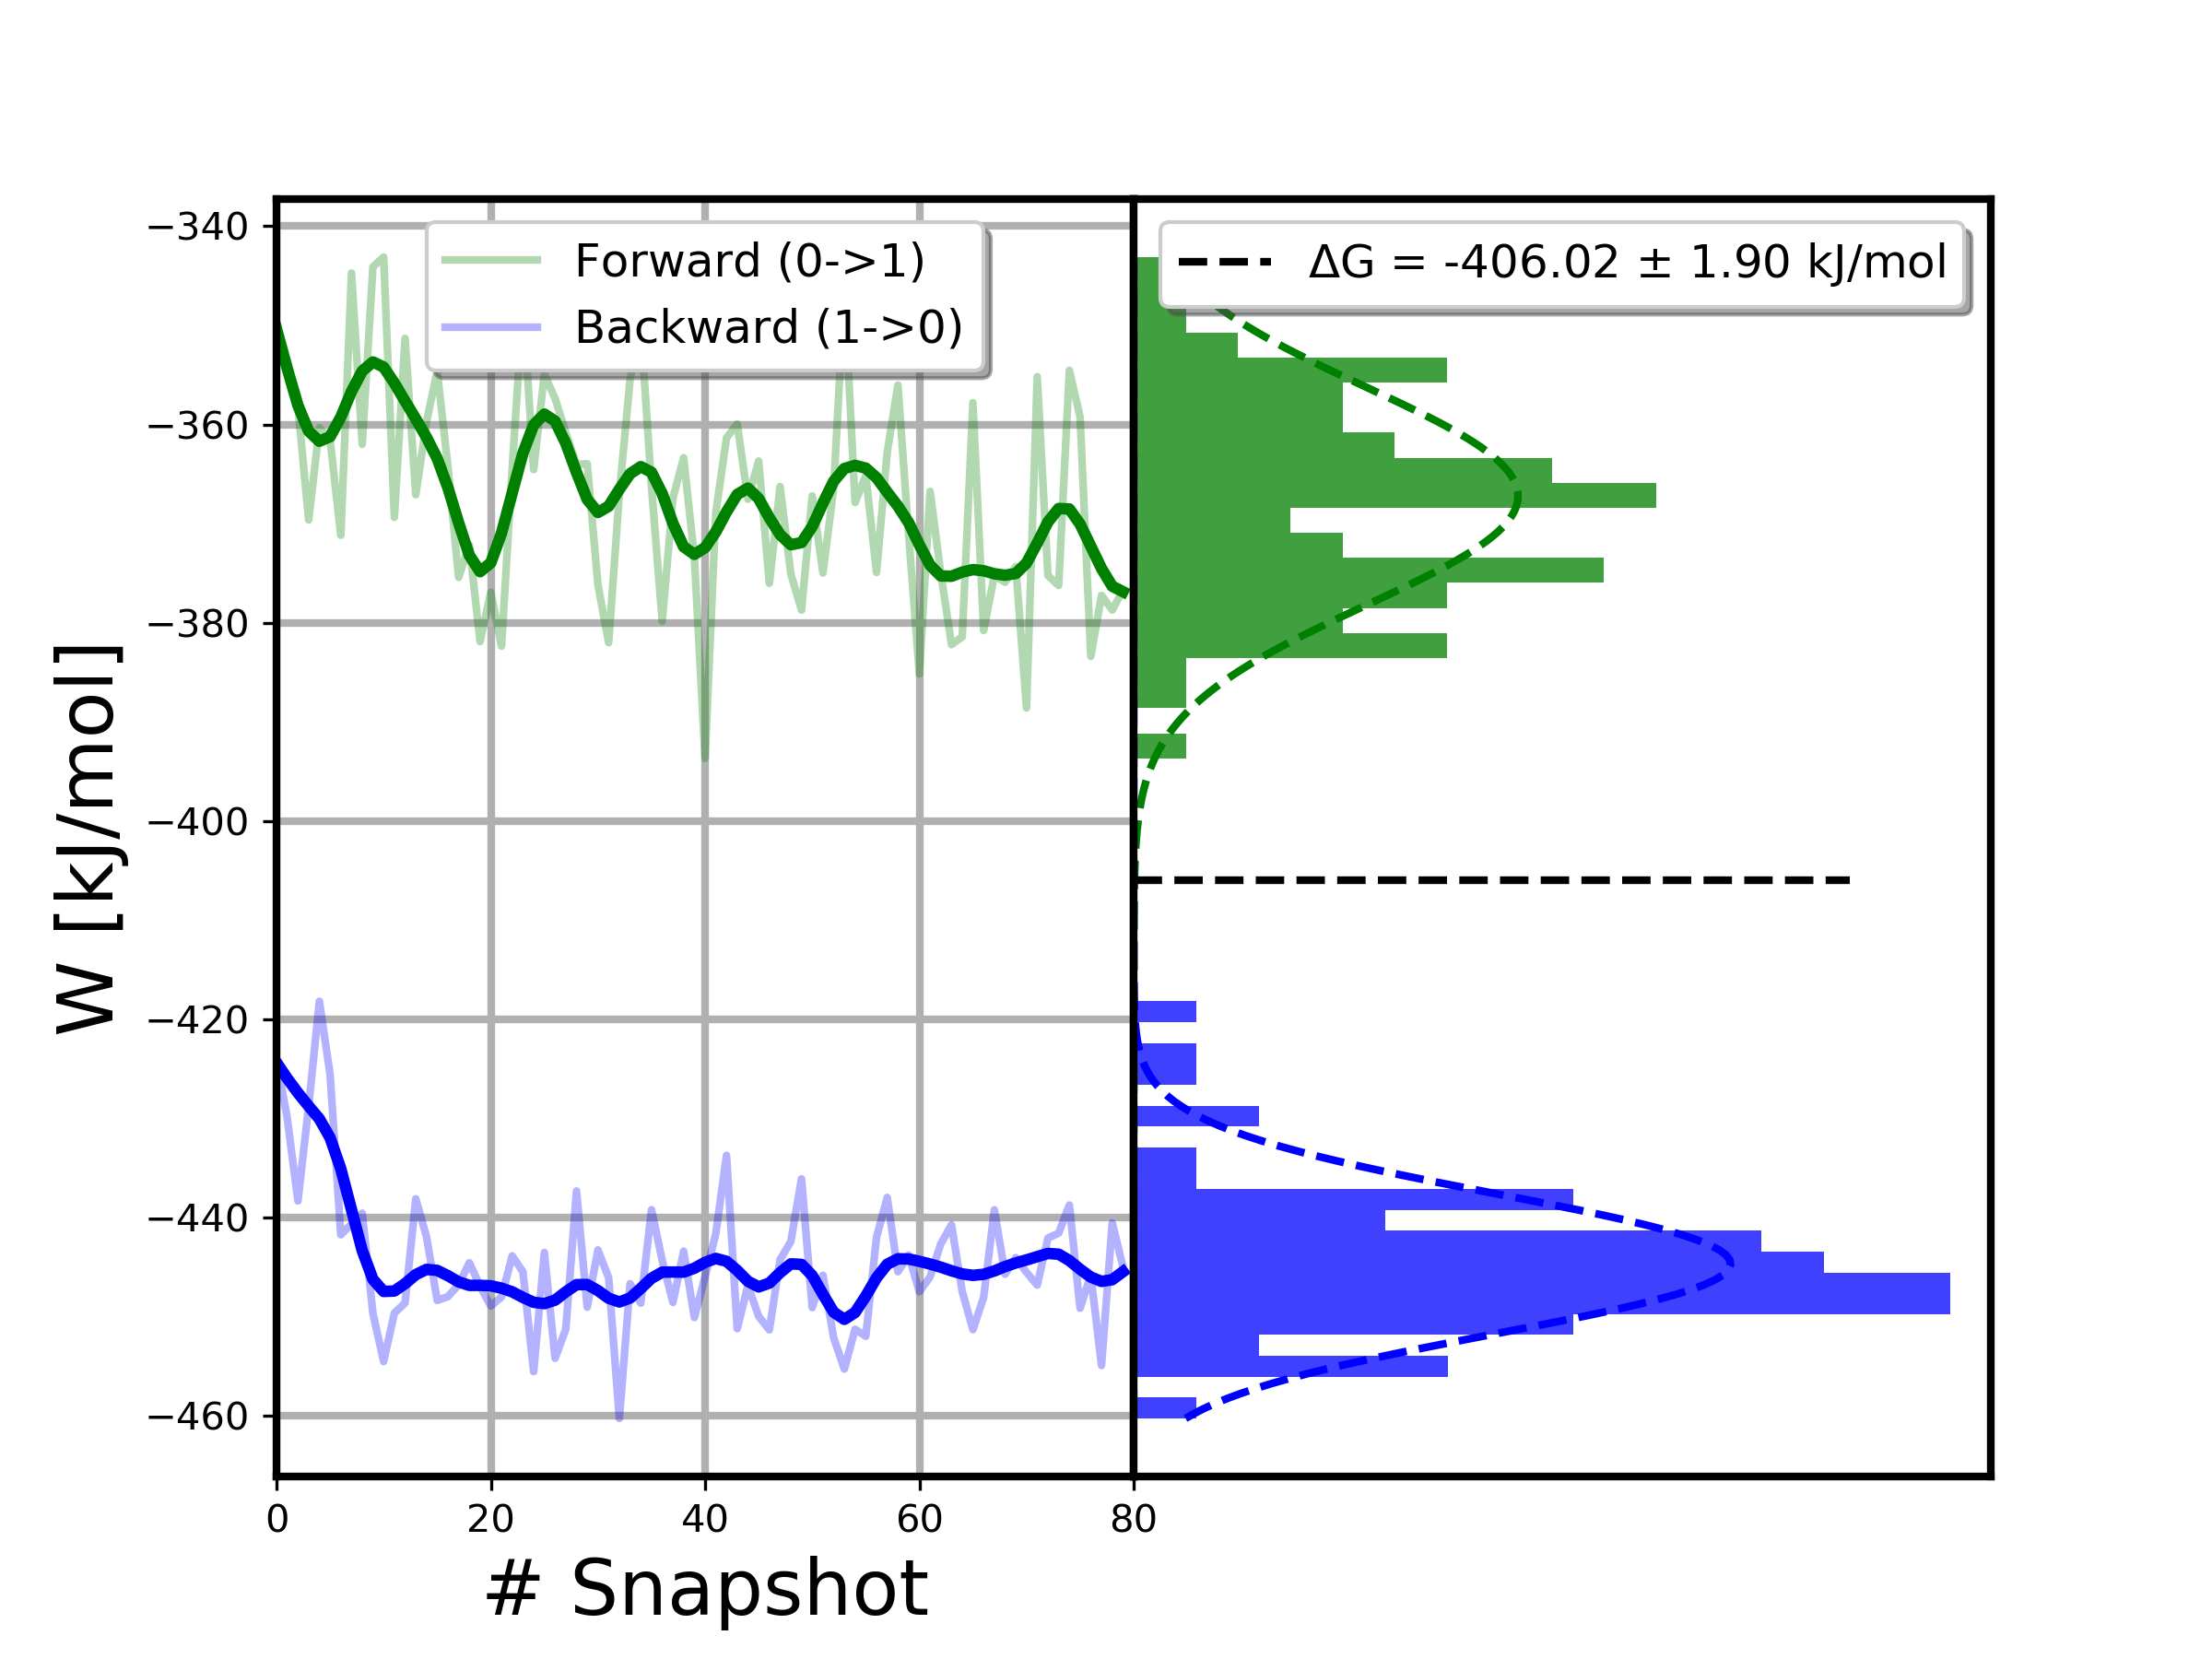 Forward (0->1)
Backward (1->0)
ΔG = -406.02 ± 1.90 kJ/mol
W [kJ/mol]
−340
−360
−380
−400
−420
−440
−460
0 20 40 60 80
# Snapshot